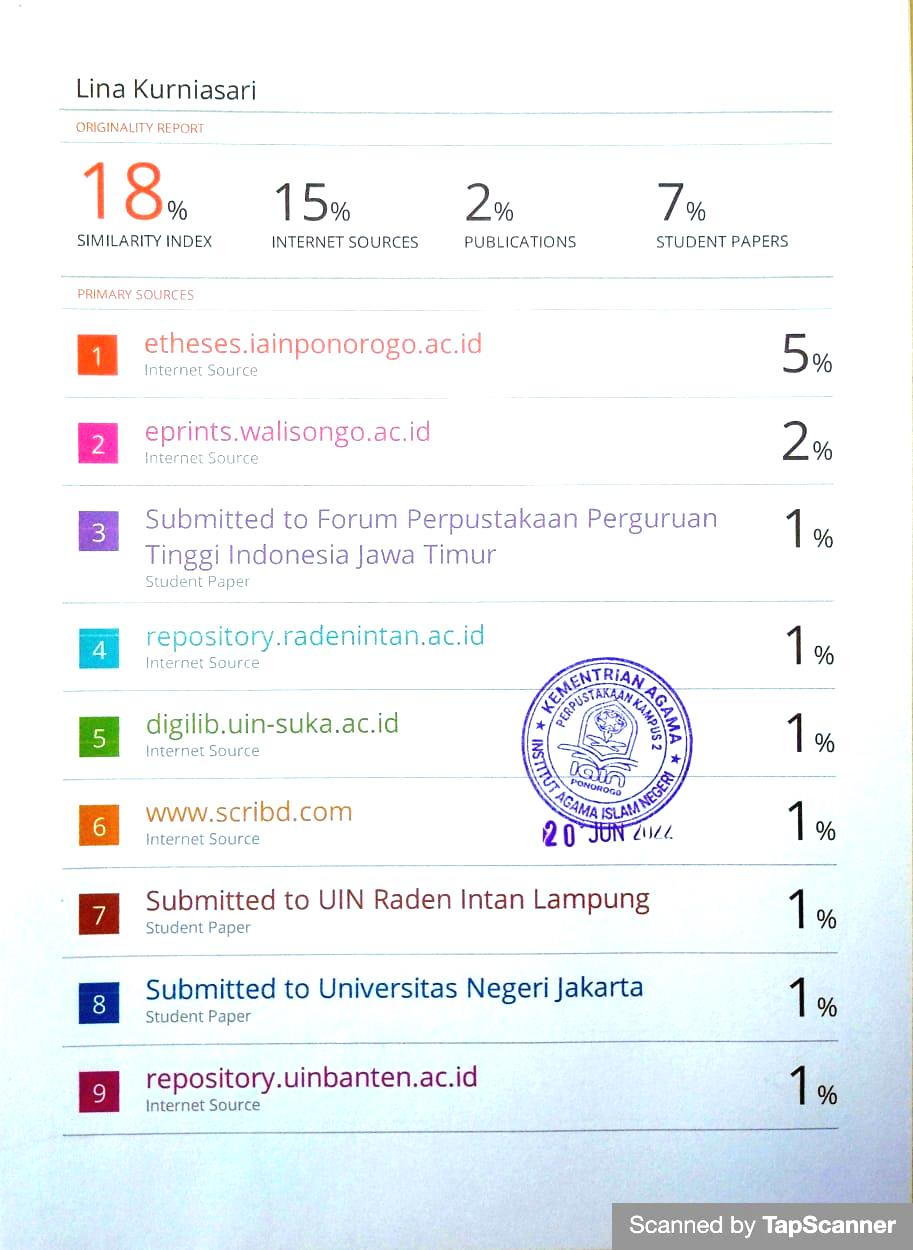 Lina Kurniasari
ORIGINALITY REPORT
18%
SIMILARITY INDEX
15%
INTERNET SOURCES
2%
PUBLICATIONS
7%
STUDENT PAPERS
PRIMARY SOURCES
1
etheses.iainponorogo.ac.id
Internet Source
5%
2
eprints.walisongo.ac.id
Internet Source
2%
3
Submitted to Forum Perpustakaan Perguruan
Tinggi Indonesia Jawa Timur
Student Paper
1%
4
repository.radenintan.ac.id
Internet Source
1%
5
digilib.uin-suka.ac.id
Internet Source
1%
KEMENTRIAN AGAMA
PERPUSTAKAAN KAMPUS 2
iain
PONOROGO
INSTITUT AGAMA ISLAM NEGERI
20 JUN 2022
6
www.scribd.com
Internet Source
1%
7
Submitted to UIN Raden Intan Lampung
Student Paper
1%
8
Submitted to Universitas Negeri Jakarta
Student Paper
1%
9
repository.uinbanten.ac.id
Internet Source
1%
Scanned by TapScanner